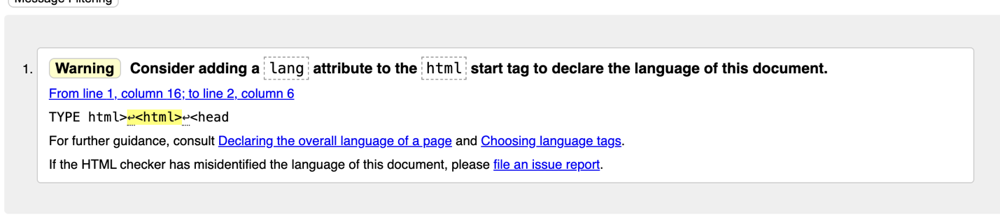 Message Filtering
1. Warning Consider adding a lang attribute to the html start tag to declare the language of this document.
From line 1, column 16; to line 2, column 6
TYPE html>↩<html>↩<head
For further guidance, consult Declaring the overall language of a page and Choosing language tags.
If the HTML checker has misidentified the language of this document, please file an issue report.